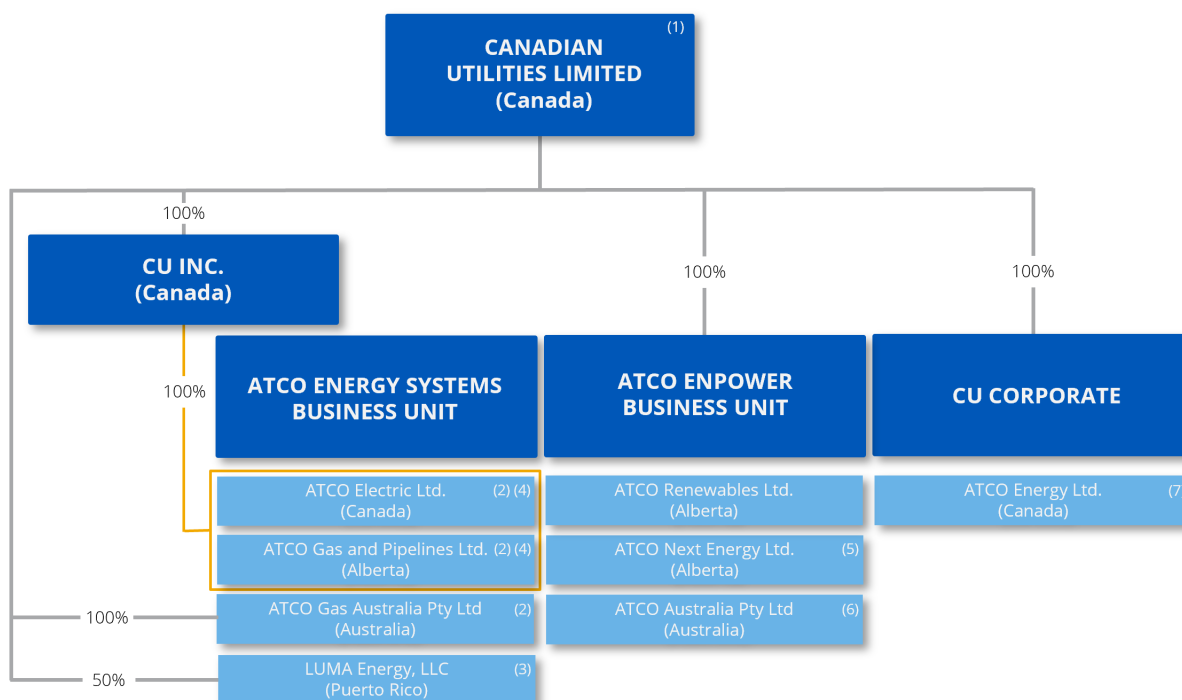 (1)
CANADIAN
UTILITIES LIMITED
(Canada)
100%
CU INC.
(Canada)
100%
100%
100%
ATCO ENERGY SYSTEMS
BUSINESS UNIT
ATCO ENPOWER
BUSINESS UNIT
CU CORPORATE
ATCO Electric Ltd. (2) (4)
(Canada)
ATCO Gas and Pipelines Ltd. (2) (4)
(Alberta)
100%
ATCO Gas Australia Pty Ltd (2)
(Australia)
50%
LUMA Energy, LLC (3)
(Puerto Rico)
ATCO Renewables Ltd.
(Alberta)
ATCO Next Energy Ltd. (5)
(Alberta)
ATCO Australia Pty Ltd (6)
(Australia)
ATCO Energy Ltd. (7
(Canada)